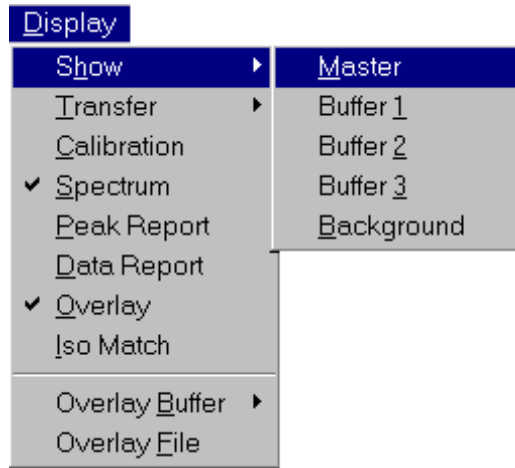 Display
Show
Transfer
Calibration
Spectrum
Peak Report
Data Report
Overlay
Iso Match
Overlay Buffer
Overlay File
Master
Buffer 1
Buffer 2
Buffer 3
Background